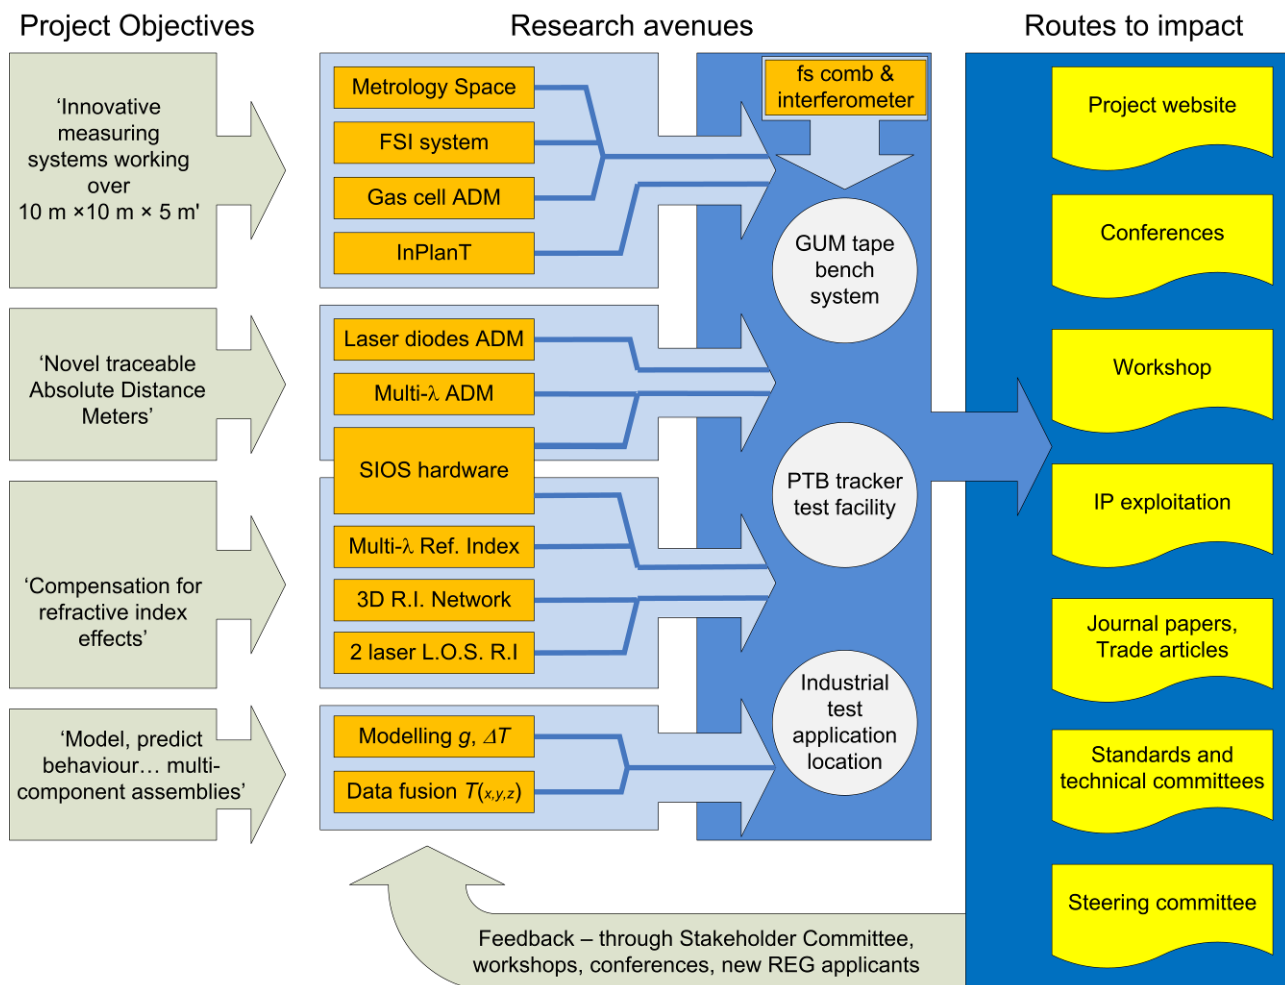 Project Objectives
Research avenues
Routes to impact
‘Innovative
measuring
systems working
over
10 m ×10 m × 5 m'
‘Novel traceable
Absolute Distance
Meters’
‘Compensation for
refractive index
effects’
‘Model, predict
behaviour… multi-
component assemblies’
Metrology Space
FSI system
Gas cell ADM
InPlanT
Laser diodes ADM
Multi-λ ADM
SIOS hardware
Multi-λ Ref. Index
3D R.I. Network
2 laser L.O.S. R.I
Modelling g, ΔT
Data fusion T(x,y,z)
fs comb &
interferometer
GUM tape
bench
system
PTB tracker
test facility
Industrial
test
application
location
Project website
Conferences
Workshop
IP exploitation
Journal papers,
Trade articles
Standards and
technical committees
Steering committee
Feedback – through Stakeholder Committee,
workshops, conferences, new REG applicants